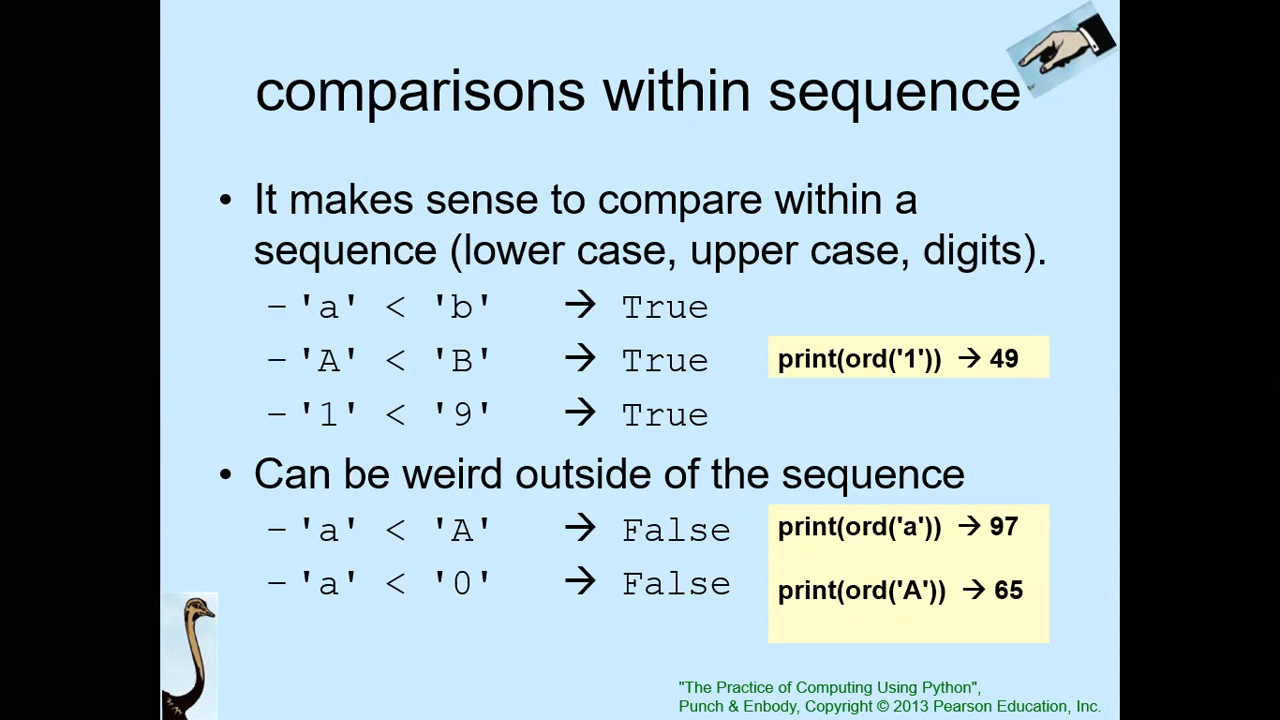 comparisons within sequence
• It makes sense to compare within a
sequence (lower case, upper case, digits).
– 'a' < 'b' → True
– 'A' < 'B' → True
print(ord('1')) → 49
– '1' < '9' → True
• Can be weird outside of the sequence
– 'a' < 'A' → False
print(ord('a')) → 97
– 'a' < '0' → False
print(ord('A')) → 65
"The Practice of Computing Using Python",
Punch & Enbody, Copyright © 2013 Pearson Education, Inc.